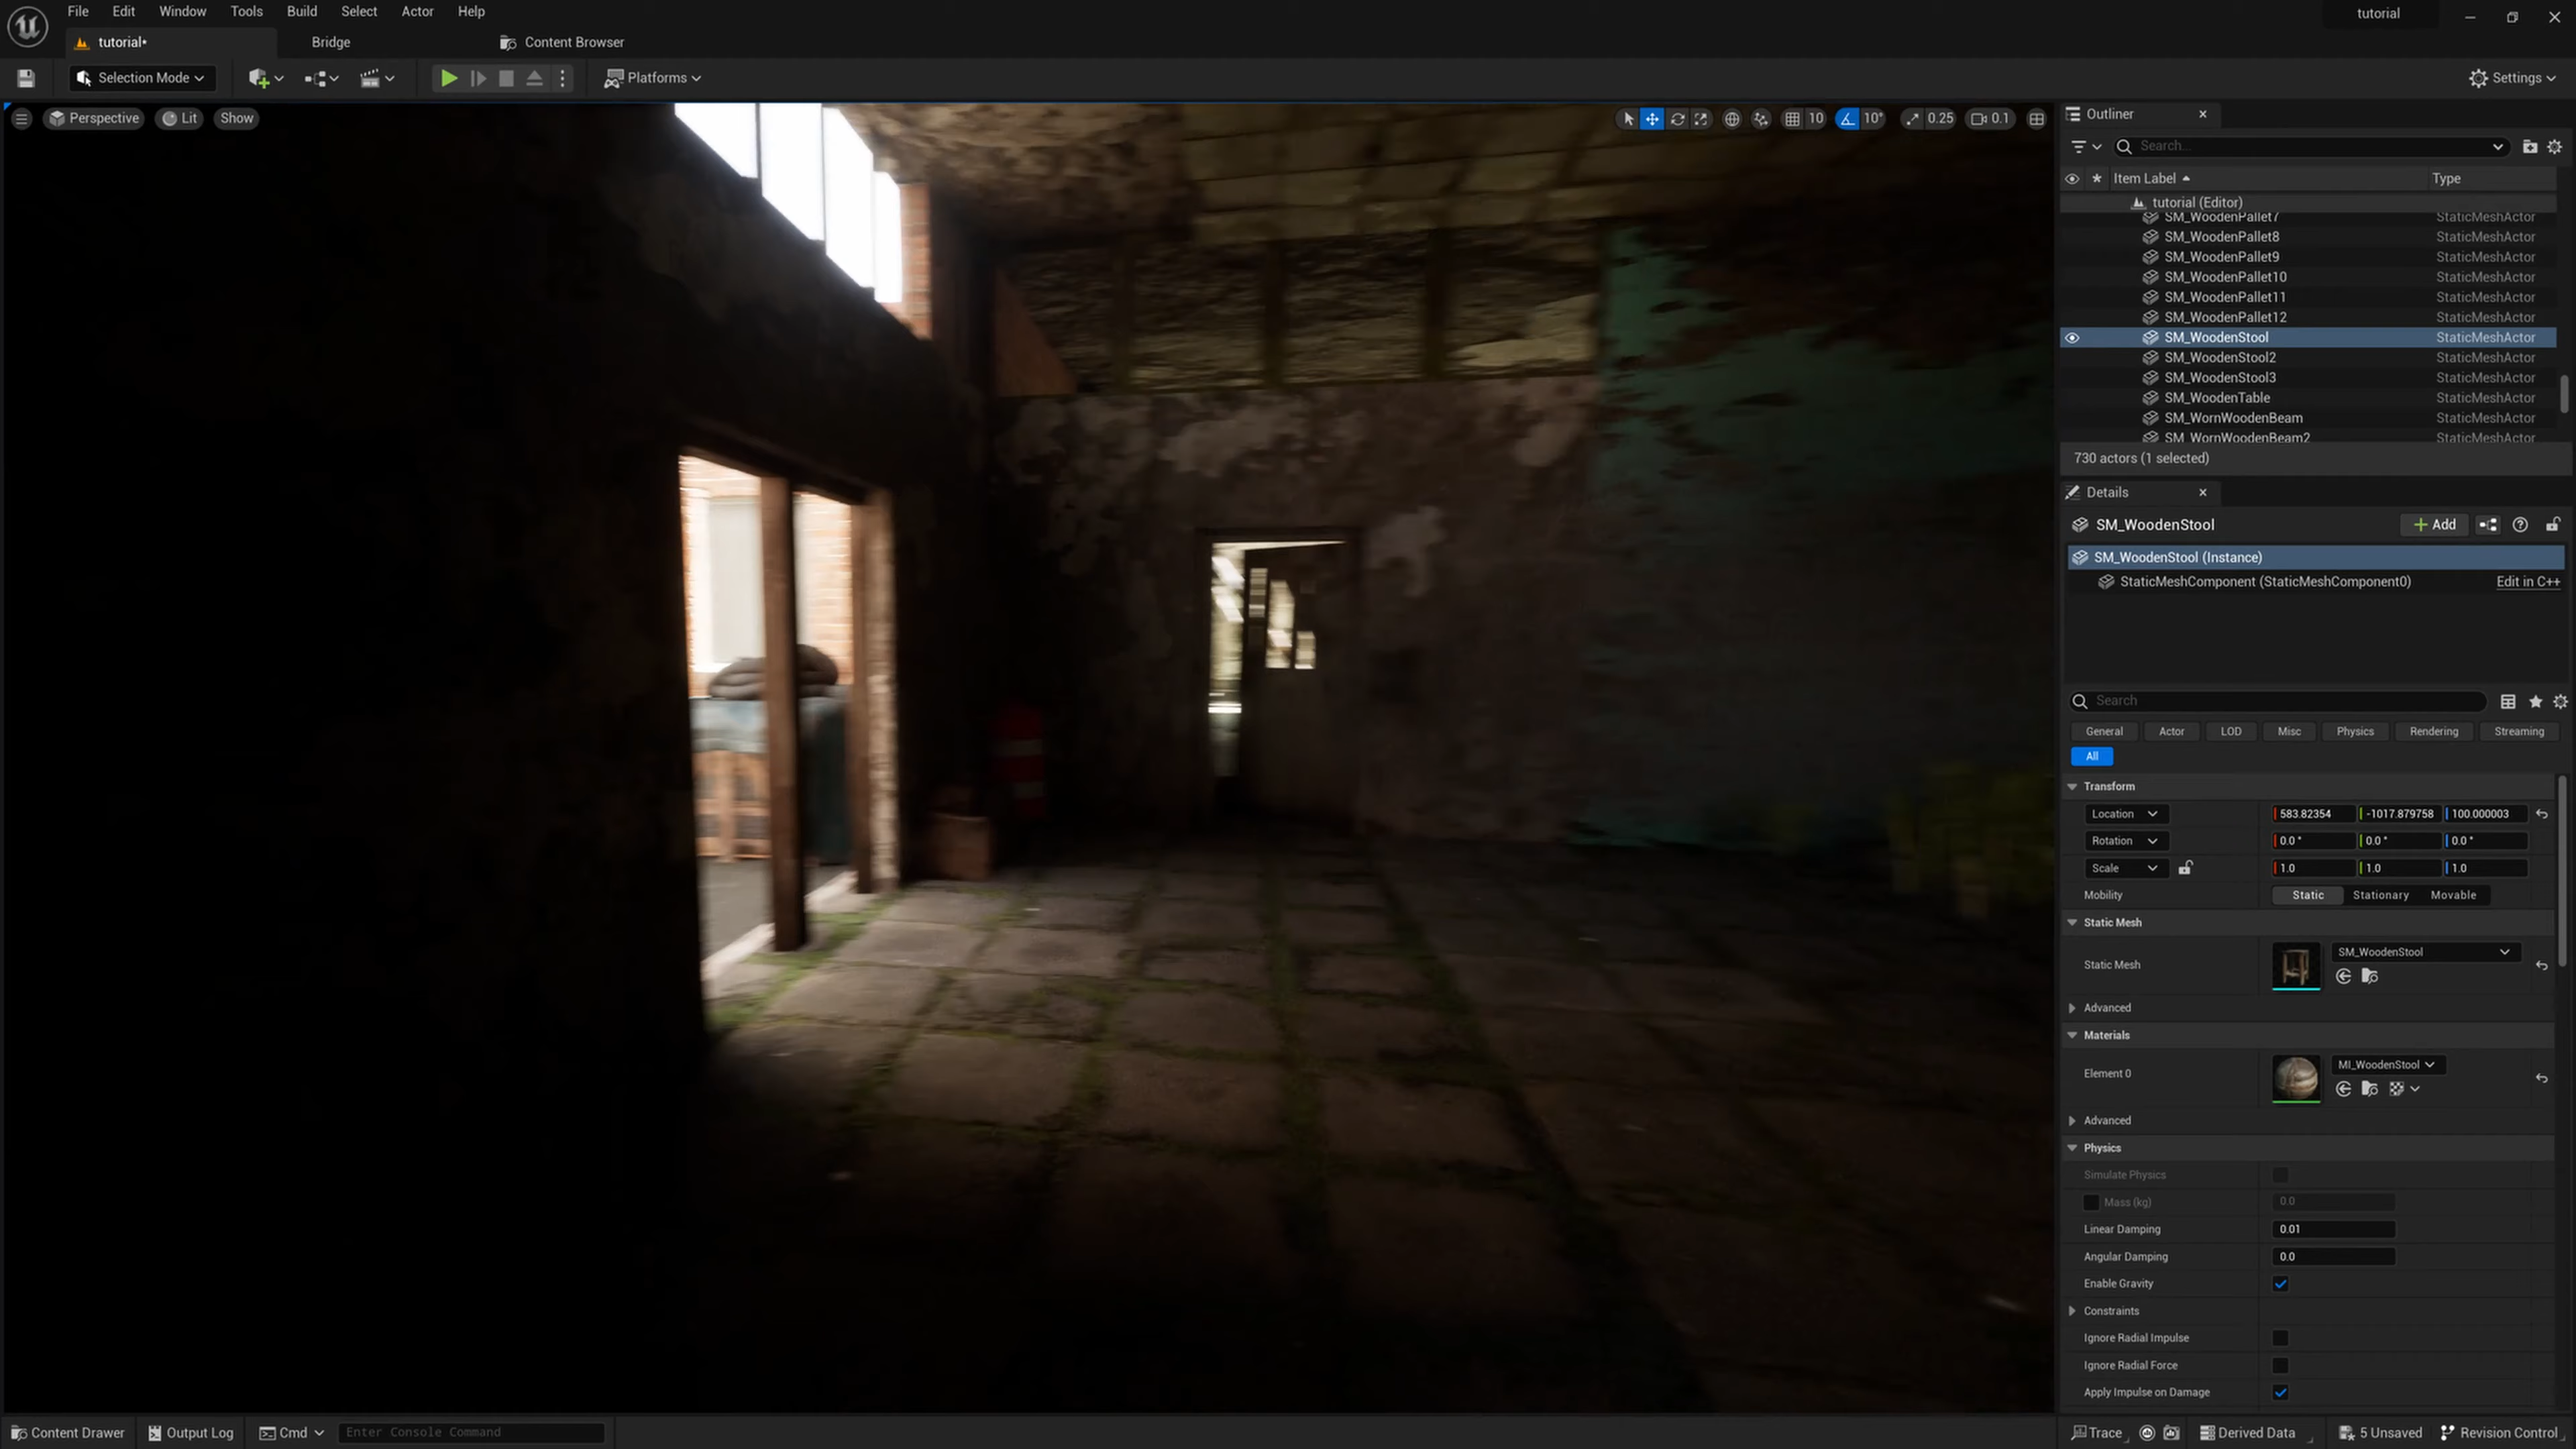 File Edit Window Tools Build Select Actor Help
tutorial
tutorial•
Bridge
Content Browser
Selection Mode
Platforms
Settings
Perspective
Lit
Show
10
10°
0.25
0.1
Outliner
Search...
Item Label
Type
tutorial (Editor)
SM_WoodenPallet7 StaticMeshActor
SM_WoodenPallet8 StaticMeshActor
SM_WoodenPallet9 StaticMeshActor
SM_WoodenPallet10 StaticMeshActor
SM_WoodenPallet11 StaticMeshActor
SM_WoodenPallet12 StaticMeshActor
SM_WoodenStool StaticMeshActor
SM_WoodenStool2 StaticMeshActor
SM_WoodenStool3 StaticMeshActor
SM_WoodenTable StaticMeshActor
SM_WornWoodenBeam StaticMeshActor
SM_WornWoodenBeam2 StaticMeshActor
730 actors (1 selected)
Details
SM_WoodenStool
Add
SM_WoodenStool (Instance)
StaticMeshComponent (StaticMeshComponent0) Edit in C++
Search
General Actor LOD Misc Physics Rendering Streaming
All
Transform
Location 583.82354 -1017.879758 100.000003
Rotation 0.0° 0.0° 0.0°
Scale 1.0 1.0 1.0
Mobility Static Stationary Movable
Static Mesh
Static Mesh SM_WoodenStool
Advanced
Materials
Element 0 MI_WoodenStool
Advanced
Physics
Simulate Physics
Mass (kg) 0.0
Linear Damping 0.01
Angular Damping 0.0
Enable Gravity
Constraints
Ignore Radial Impulse
Ignore Radial Force
Apply Impulse on Damage
Content Drawer
Output Log
Cmd
Enter Console Command
Trace
Derived Data
5 Unsaved
Revision Control